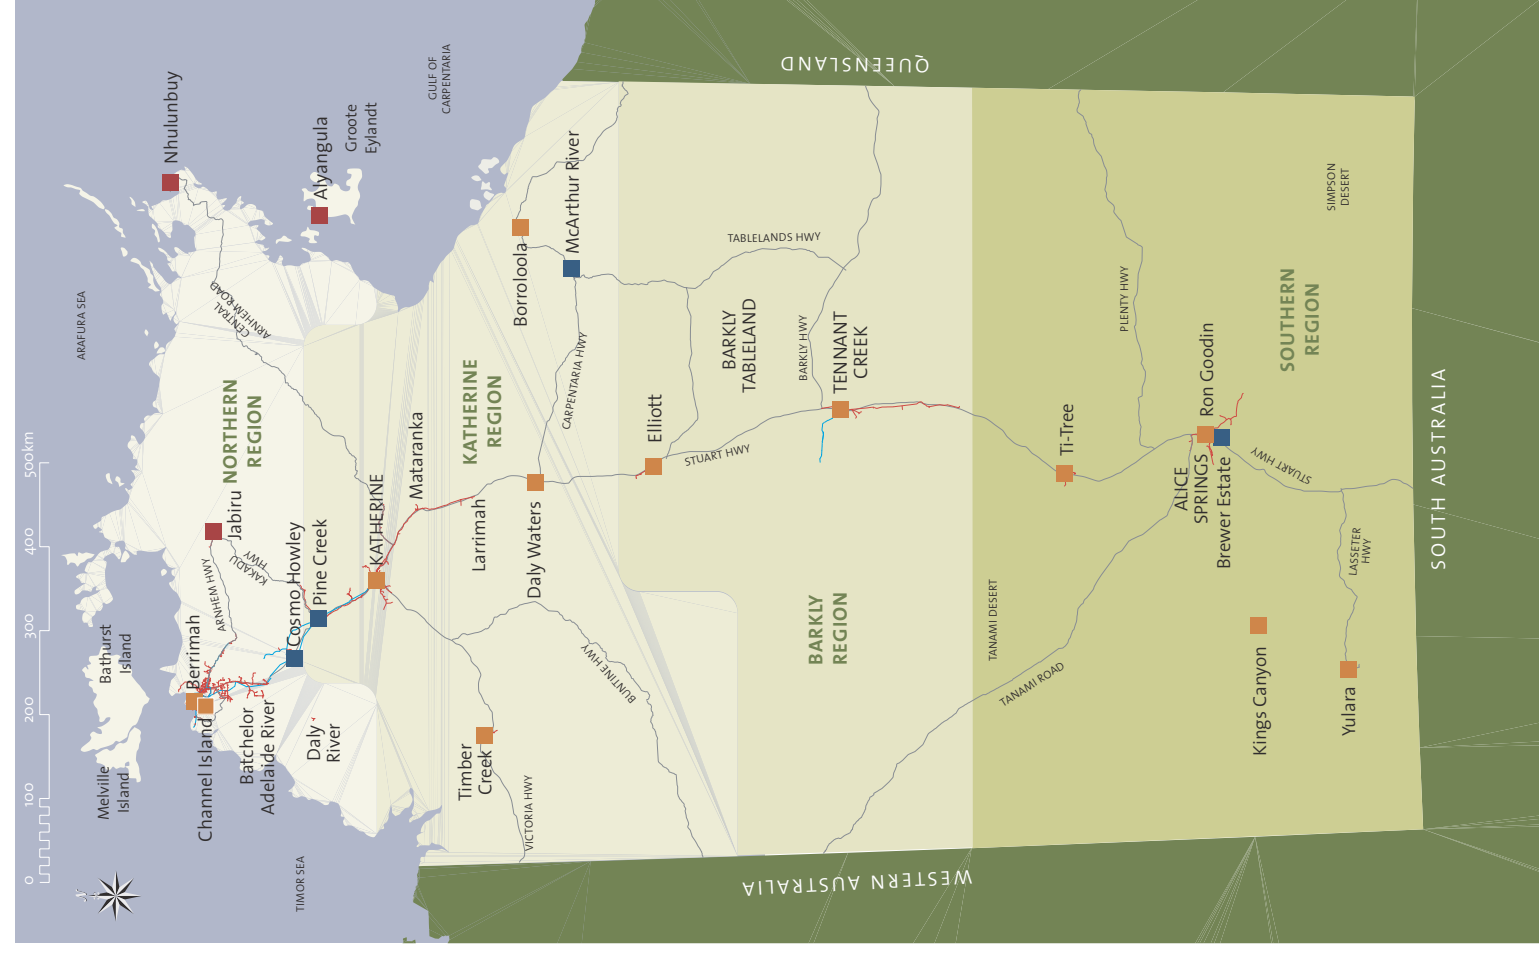 0
100
200
300
400
500km
ARAFURA SEA
TIMOR SEA
GULF OF
CARPENTARIA
Melville
Island
Bathurst
Island
Nhulunbuy
Alyangula
Groote
Eylandt
CENTRAL
ARNHEM ROAD
NORTHERN
REGION
Jabiru
KAKADU
HWY
ARNHEM HWY
Berrimah
Channel Island
Batchelor
Adelaide River
Cosmo Howley
Pine Creek
Daly
River
KATHERINE
Mataranka
KATHERINE
REGION
Larrimah
Daly Waters
Timber
Creek
VICTORIA HWY
BUNTINE HWY
Borroloola
McArthur River
CARPENTARIA HWY
Elliott
STUART HWY
TABLELANDS HWY
BARKLY
TABLELAND
BARKLY HWY
TENNANT
CREEK
BARKLY
REGION
TANAMI DESERT
TANAMI ROAD
Ti-Tree
PLENTY HWY
ALICE
SPRINGS
Ron Goodin
Brewer Estate
STUART HWY
SOUTHERN
REGION
SIMPSON
DESERT
LASSETER
HWY
Kings Canyon
Yulara
QUEENSLAND
WESTERN AUSTRALIA
SOUTH AUSTRALIA